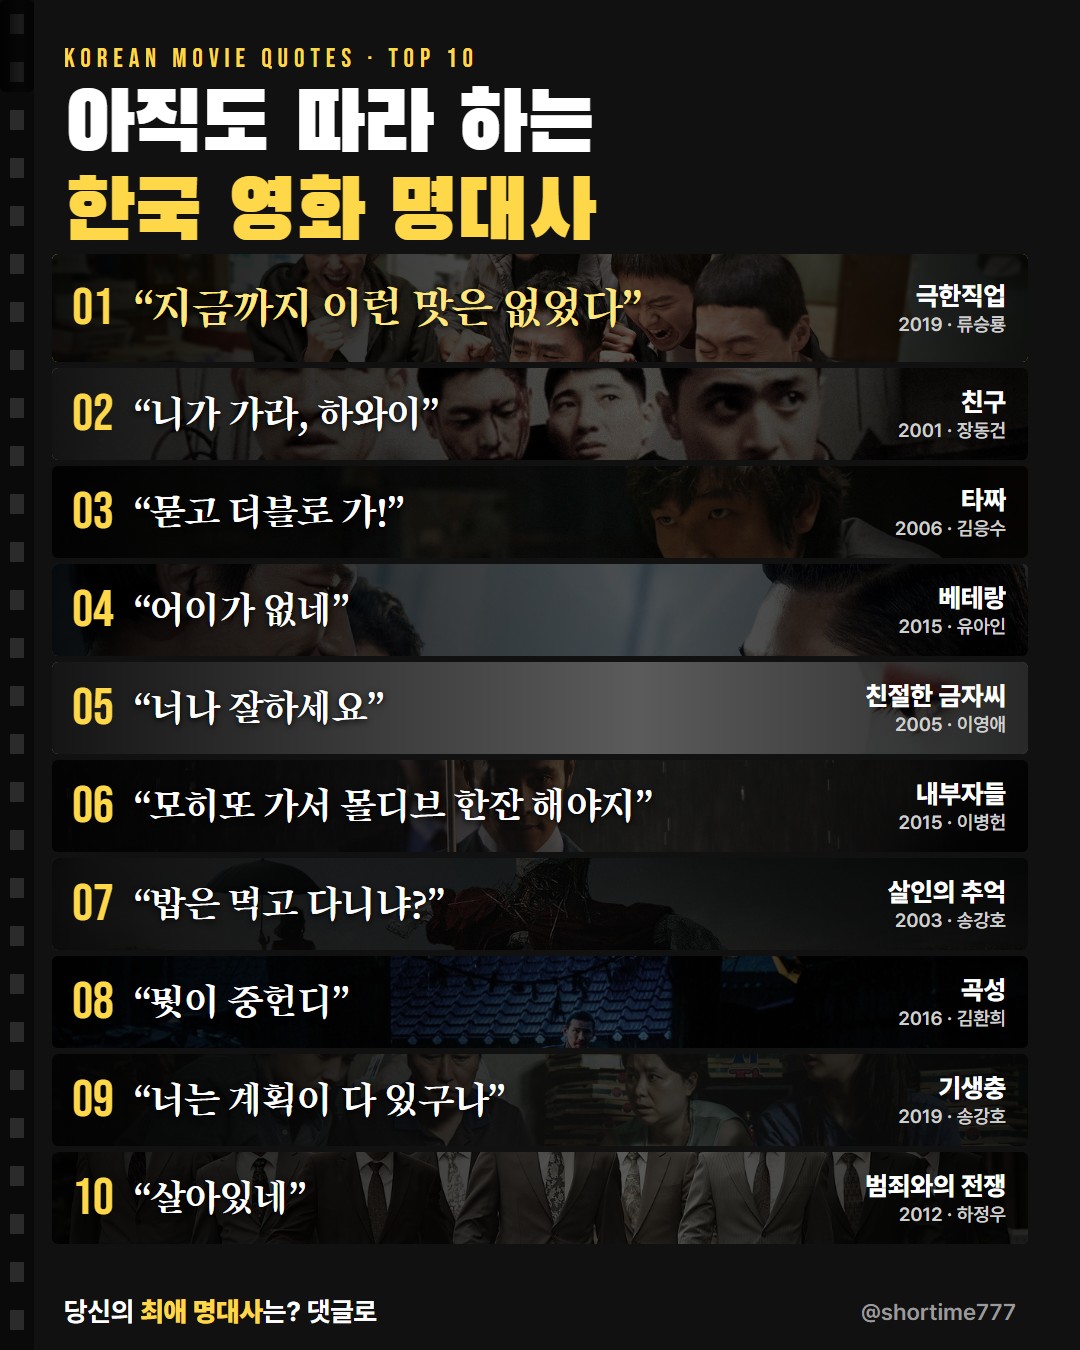 KOREAN MOVIE QUOTES · TOP 10
아직도 따라 하는
한국 영화 명대사
01 “지금까지 이런 맛은 없었다” 극한직업
2019 · 류승룡
02 “니가 가라, 하와이” 친구
2001 · 장동건
03 “묻고 더블로 가!” 타짜
2006 · 김응수
04 “어이가 없네” 베테랑
2015 · 유아인
05 “너나 잘하세요” 친절한 금자씨
2005 · 이영애
06 “모히또 가서 몰디브 한잔 해야지” 내부자들
2015 · 이병헌
07 “밥은 먹고 다니냐?” 살인의 추억
2003 · 송강호
08 “뭣이 중헌디” 곡성
2016 · 김환희
09 “너는 계획이 다 있구나” 기생충
2019 · 송강호
10 “살아있네” 범죄와의 전쟁
2012 · 하정우
당신의 최애 명대사는? 댓글로
@shortime777